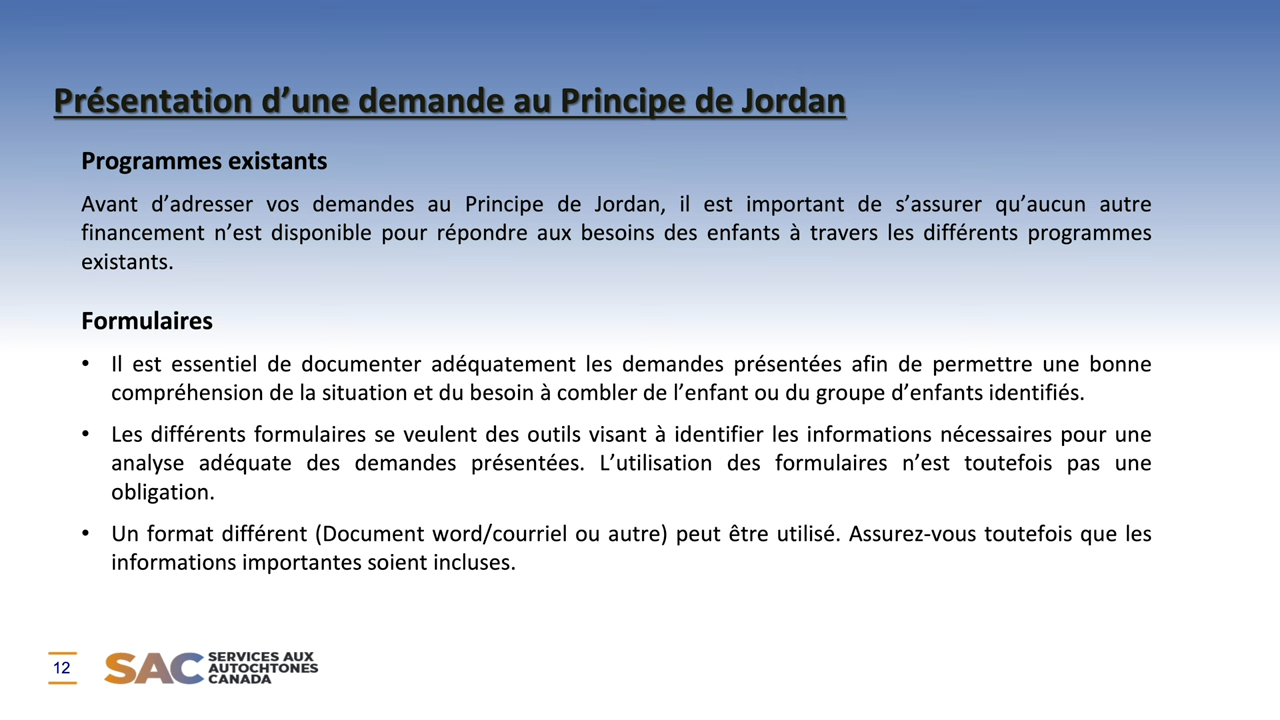 Présentation d’une demande au Principe de Jordan
Programmes existants
Avant d’adresser vos demandes au Principe de Jordan, il est important de s’assurer qu’aucun autre
financement n’est disponible pour répondre aux besoins des enfants à travers les différents programmes
existants.
Formulaires
• Il est essentiel de documenter adéquatement les demandes présentées afin de permettre une bonne
compréhension de la situation et du besoin à combler de l’enfant ou du groupe d’enfants identifiés.
• Les différents formulaires se veulent des outils visant à identifier les informations nécessaires pour une
analyse adéquate des demandes présentées. L’utilisation des formulaires n’est toutefois pas une
obligation.
• Un format différent (Document word/courriel ou autre) peut être utilisé. Assurez-vous toutefois que les
informations importantes soient incluses.
12
SAC
SERVICES AUX
AUTOCHTONES
CANADA